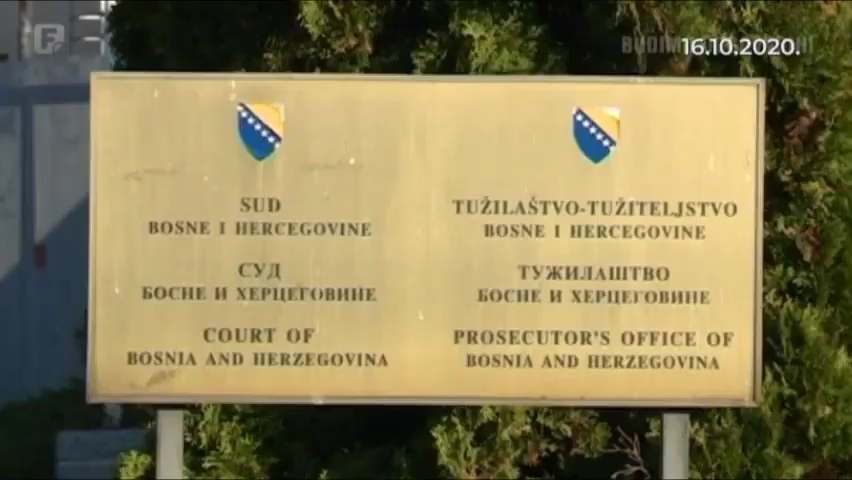 16.10.2020.
SUD
BOSNE I HERCEGOVINE
СУД
БОСНЕ И ХЕРЦЕГОВИНЕ
COURT OF
BOSNIA AND HERZEGOVINA
TUŽILAŠTVO-TUŽITELJSTVO
BOSNE I HERCEGOVINE
ТУЖИЛАШТВО
БОСНЕ И ХЕРЦЕГОВИНЕ
PROSECUTOR'S OFFICE OF
BOSNIA AND HERZEGOVINA